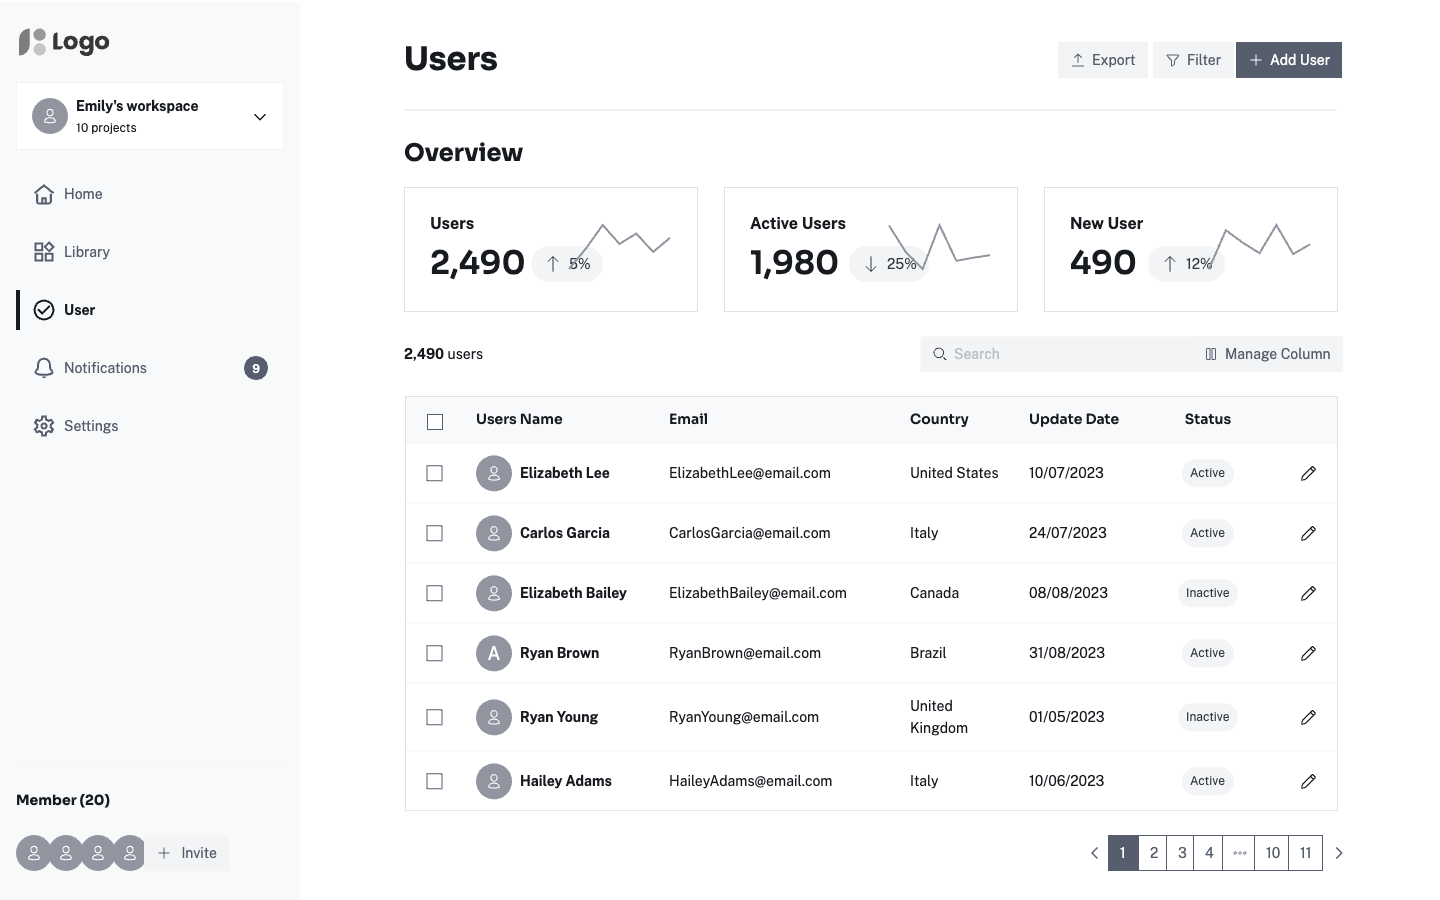 Logo
Emily's workspace
10 projects
Home
Library
User
Notifications
9
Settings
Member (20)
Invite
Users
Export
Filter
Add User
Overview
Users
2,490
5%
Active Users
1,980
25%
New User
490
12%
2,490 users
Search
Manage Column
Users Name Email Country Update Date Status
Elizabeth Lee ElizabethLee@email.com United States 10/07/2023 Active
Carlos Garcia CarlosGarcia@email.com Italy 24/07/2023 Active
Elizabeth Bailey ElizabethBailey@email.com Canada 08/08/2023 Inactive
A Ryan Brown RyanBrown@email.com Brazil 31/08/2023 Active
Ryan Young RyanYoung@email.com United Kingdom 01/05/2023 Inactive
Hailey Adams HaileyAdams@email.com Italy 10/06/2023 Active
1 2 3 4 ••• 10 11